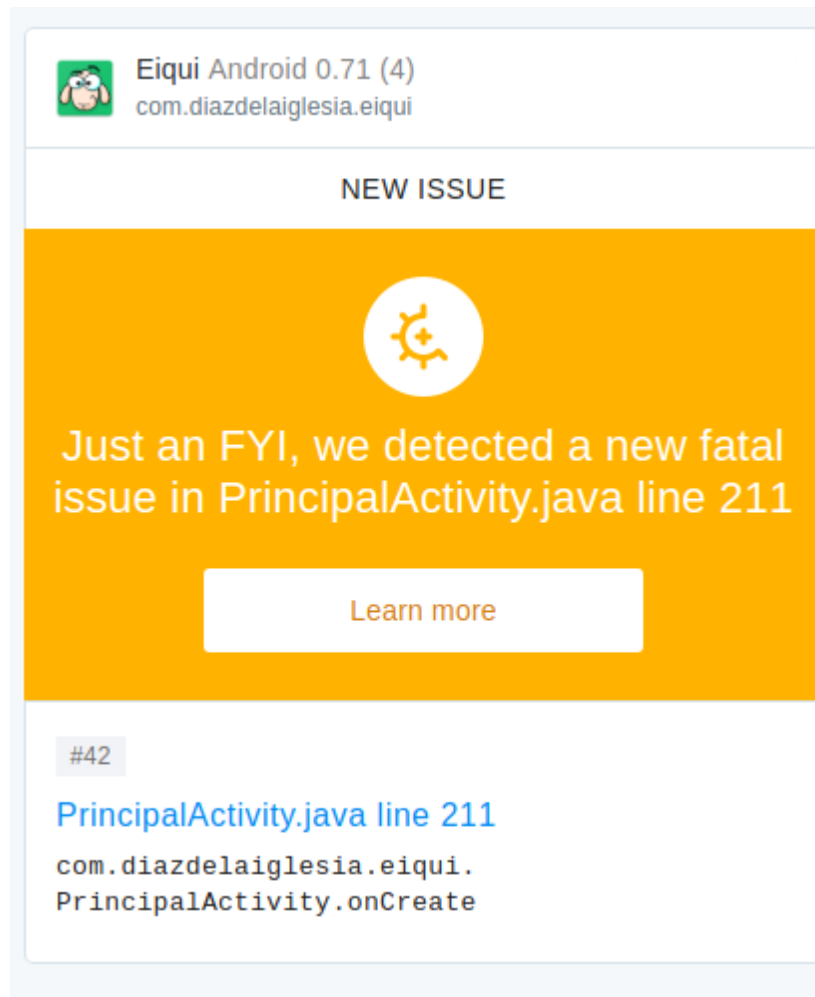 Eiqui Android 0.71 (4)
com.diazdelaiglesia.eiqui
NEW ISSUE
Just an FYI, we detected a new fatal
issue in PrincipalActivity.java line 211
Learn more
#42
PrincipalActivity.java line 211
com.diazdelaiglesia.eiqui.
PrincipalActivity.onCreate